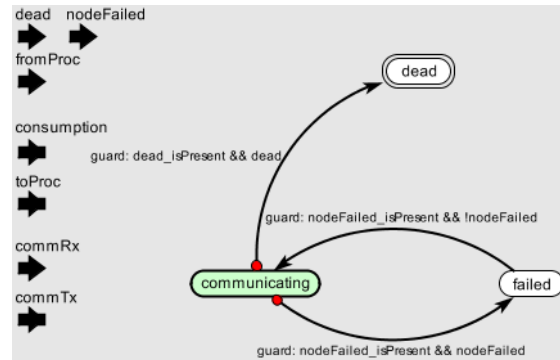 dead nodeFailed
fromProc
dead
consumption
guard: dead_isPresent && dead
toProc
guard: nodeFailed_isPresent && !nodeFailed
commRx
communicating
failed
commTx
guard: nodeFailed_isPresent && nodeFailed